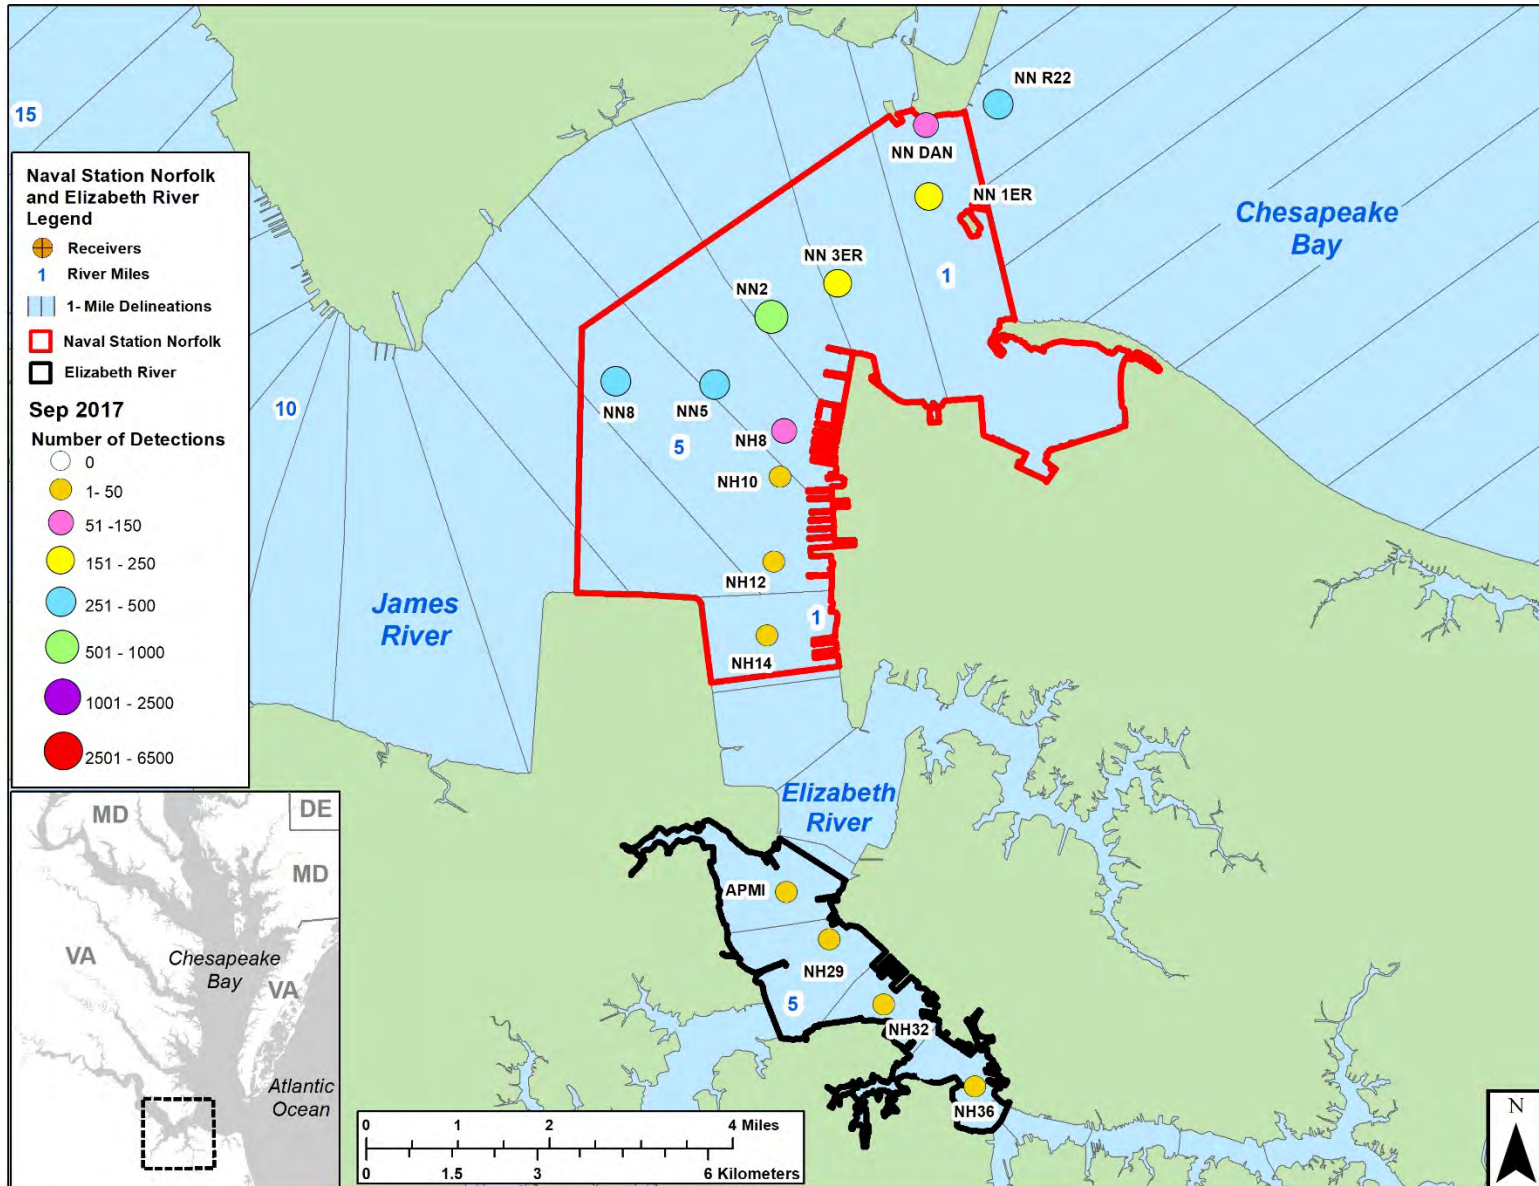 NN R22
15
NN DAN
Naval Station Norfolk
and Elizabeth River
Legend
Receivers
1 River Miles
1- Mile Delineations
Naval Station Norfolk
Elizabeth River
Sep 2017
Number of Detections
0
1- 50
51 -150
151 - 250
251 - 500
501 - 1000
1001 - 2500
2501 - 6500
NN 1ER
Chesapeake
Bay
NN 3ER
1
NN2
NN8
NN5
10
NH8
5
NH10
NH12
James
River
1
NH14
Elizabeth
River
APMI
NH29
5
NH32
NH36
MD
DE
MD
VA
Chesapeake
Bay
VA
Atlantic
Ocean
0 1 2 4 Miles
0 1.5 3 6 Kilometers
N